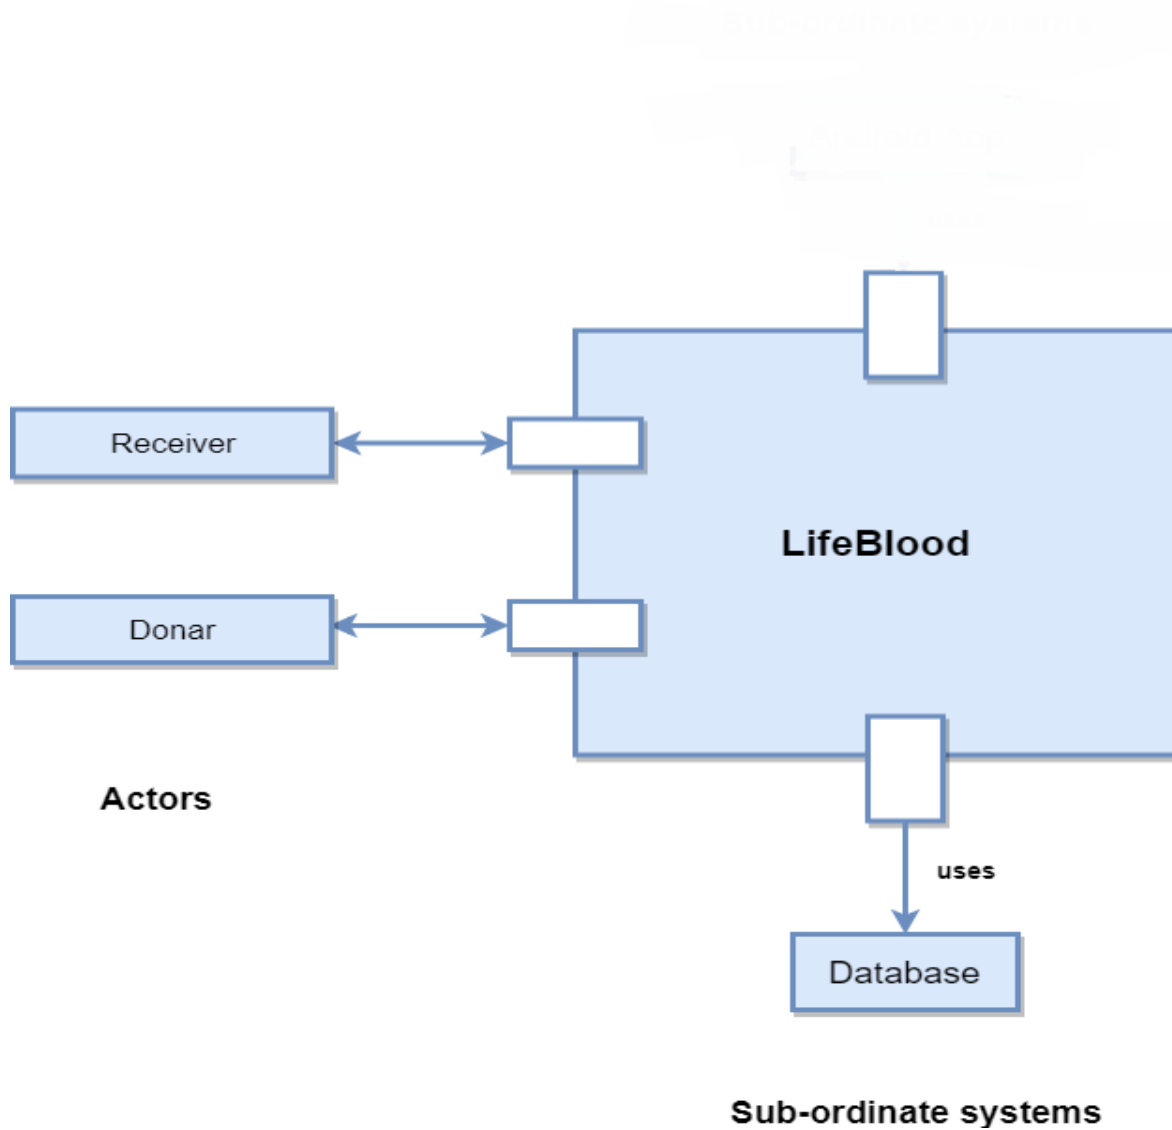 Receiver
LifeBlood
Donar
Actors
uses
Database
Sub-ordinate systems